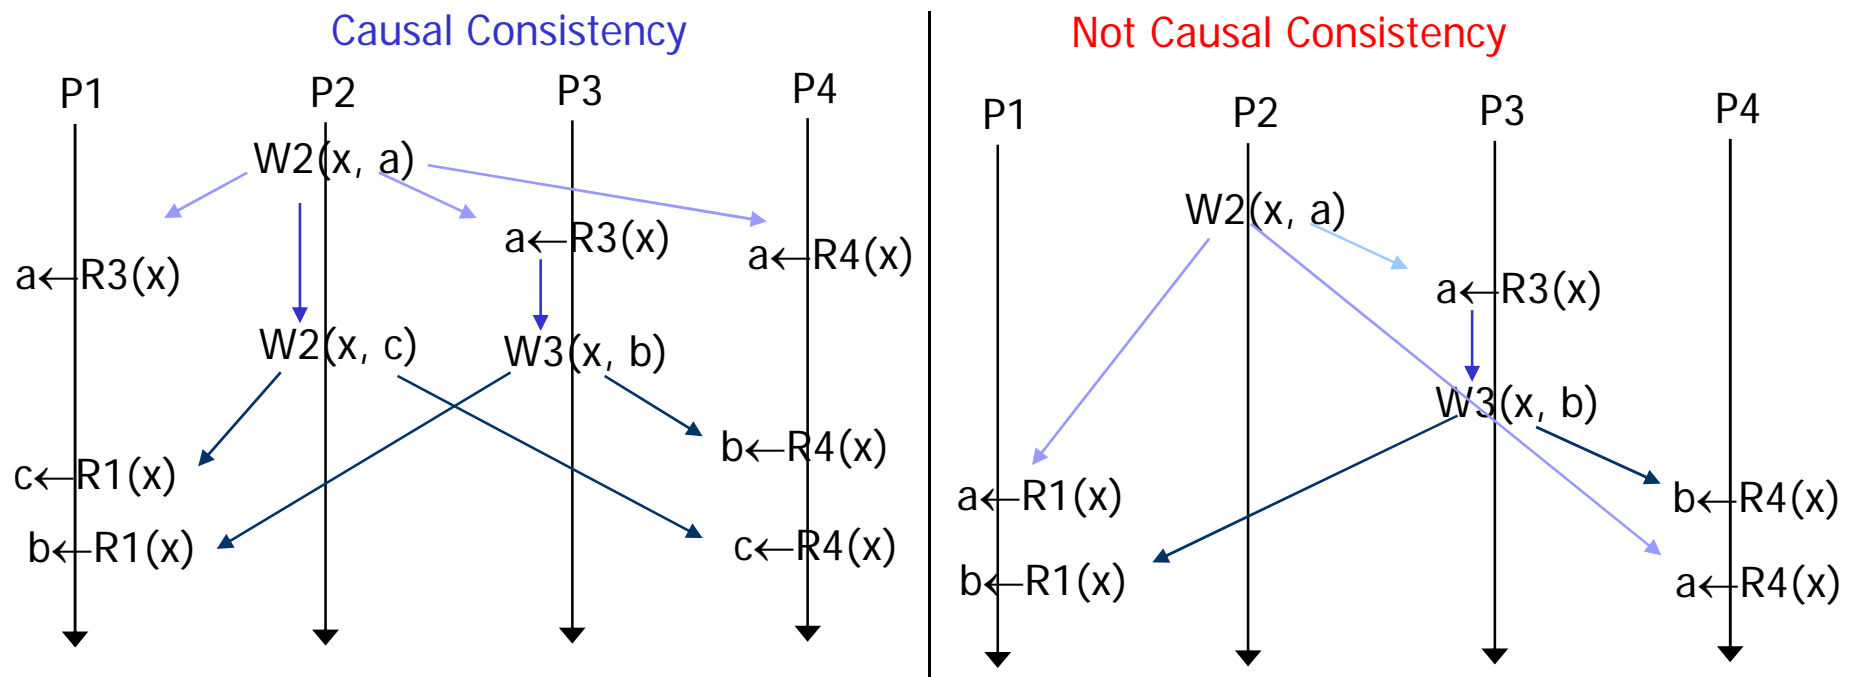 Causal Consistency
P1 P2 P3 P4
W2(x, a)
a←R3(x) a←R4(x)
a←R3(x)
W2(x, c) W3(x, b)
b←R4(x)
c←R1(x)
b←R1(x) c←R4(x)
Not Causal Consistency
P1 P2 P3 P4
W2(x, a)
a←R3(x)
W3(x, b)
a←R1(x) b←R4(x)
b←R1(x) a←R4(x)